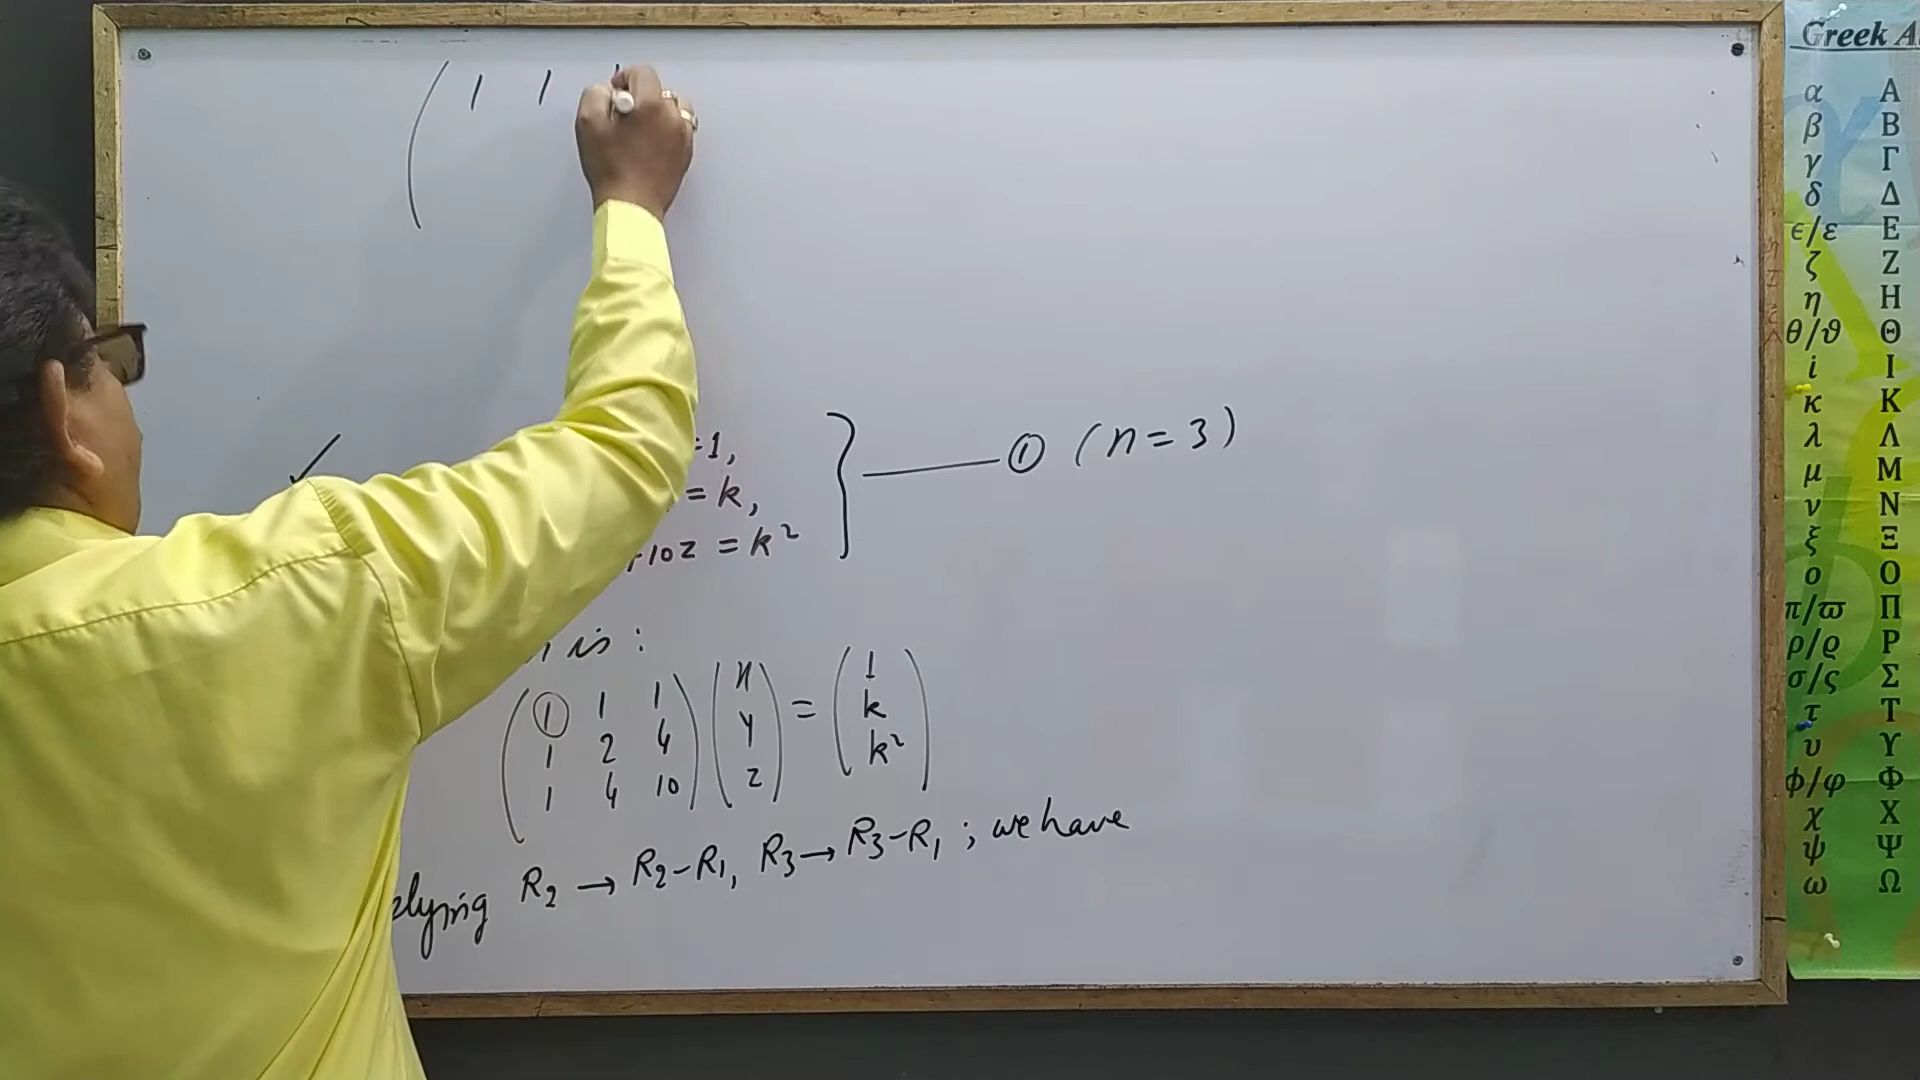 ( 1 1
=1,
= k,
+10z = k²
} ——— ① (n=3)
is :
( 1 1 1 ) ( x ) = ( 1 )
( 1 2 4 ) ( y ) ( k )
( 1 4 10 ) ( z ) ( k² )
plying R₂ → R₂-R₁, R₃ → R₃-R₁ ; we have
Greek A
α Α
β Β
γ Γ
δ Δ
ϵ/ε Ε
ζ Ζ
η Η
θ/ϑ Θ
i Ι
κ Κ
λ Λ
μ Μ
ν Ν
ξ Ξ
ο Ο
π/ϖ Π
ρ/ϱ Ρ
σ/ς Σ
τ Τ
υ ϒ
ϕ/φ Φ
χ Χ
ψ Ψ
ω Ω